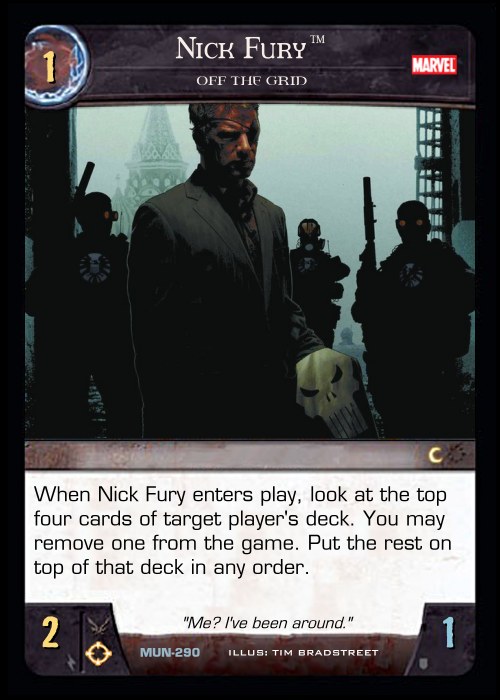 1
NICK FURY™
OFF THE GRID
MARVEL
C
When Nick Fury enters play, look at the top
four cards of target player's deck. You may
remove one from the game. Put the rest on
top of that deck in any order.
"Me? I've been around."
2
MUN-290 ILLUS: TIM BRADSTREET
1